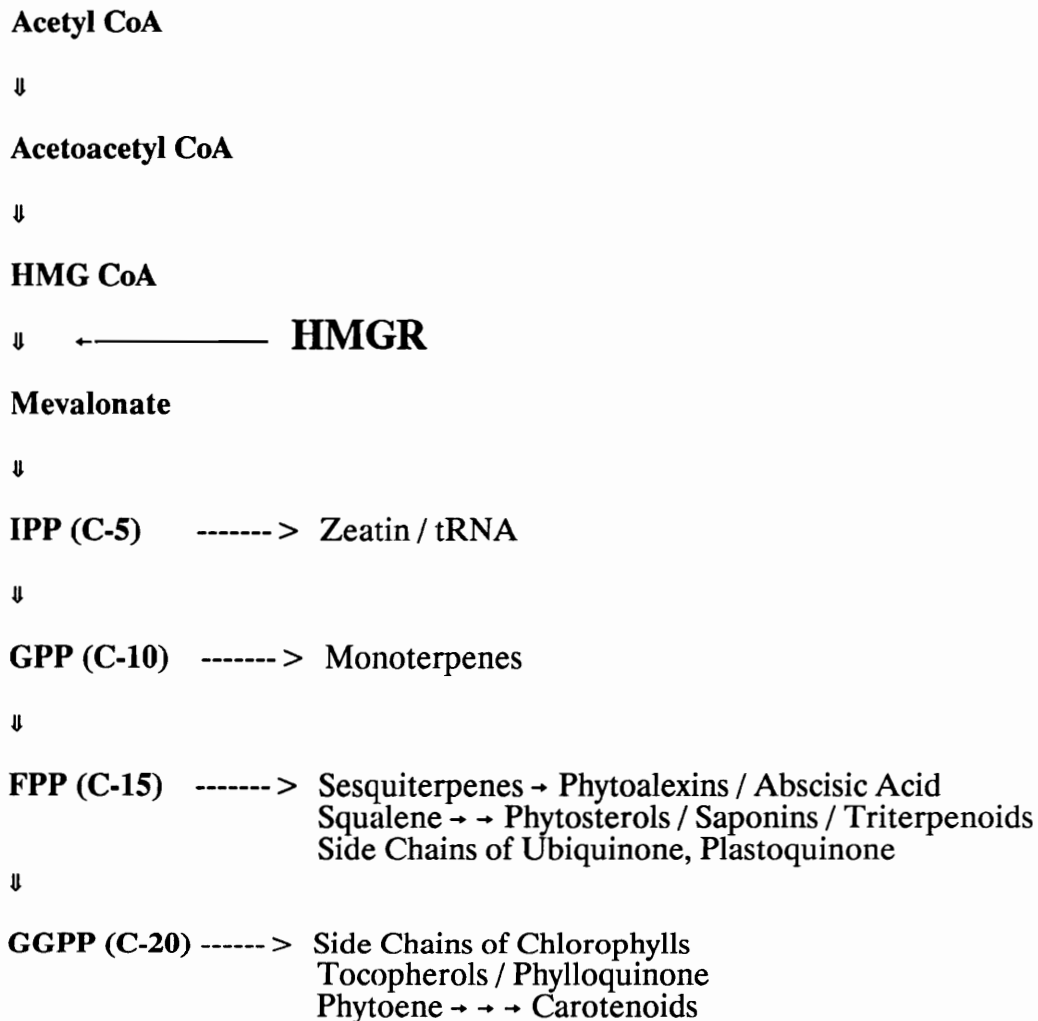 Acetyl CoA
⇓
Acetoacetyl CoA
⇓
HMG CoA
⇓ ← HMGR
Mevalonate
⇓
IPP (C-5) -------> Zeatin / tRNA
⇓
GPP (C-10) -------> Monoterpenes
⇓
FPP (C-15) -------> Sesquiterpenes → Phytoalexins / Abscisic Acid
Squalene → → Phytosterols / Saponins / Triterpenoids
Side Chains of Ubiquinone, Plastoquinone
⇓
GGPP (C-20) ------> Side Chains of Chlorophylls
Tocopherols / Phylloquinone
Phytoene → → → Carotenoids